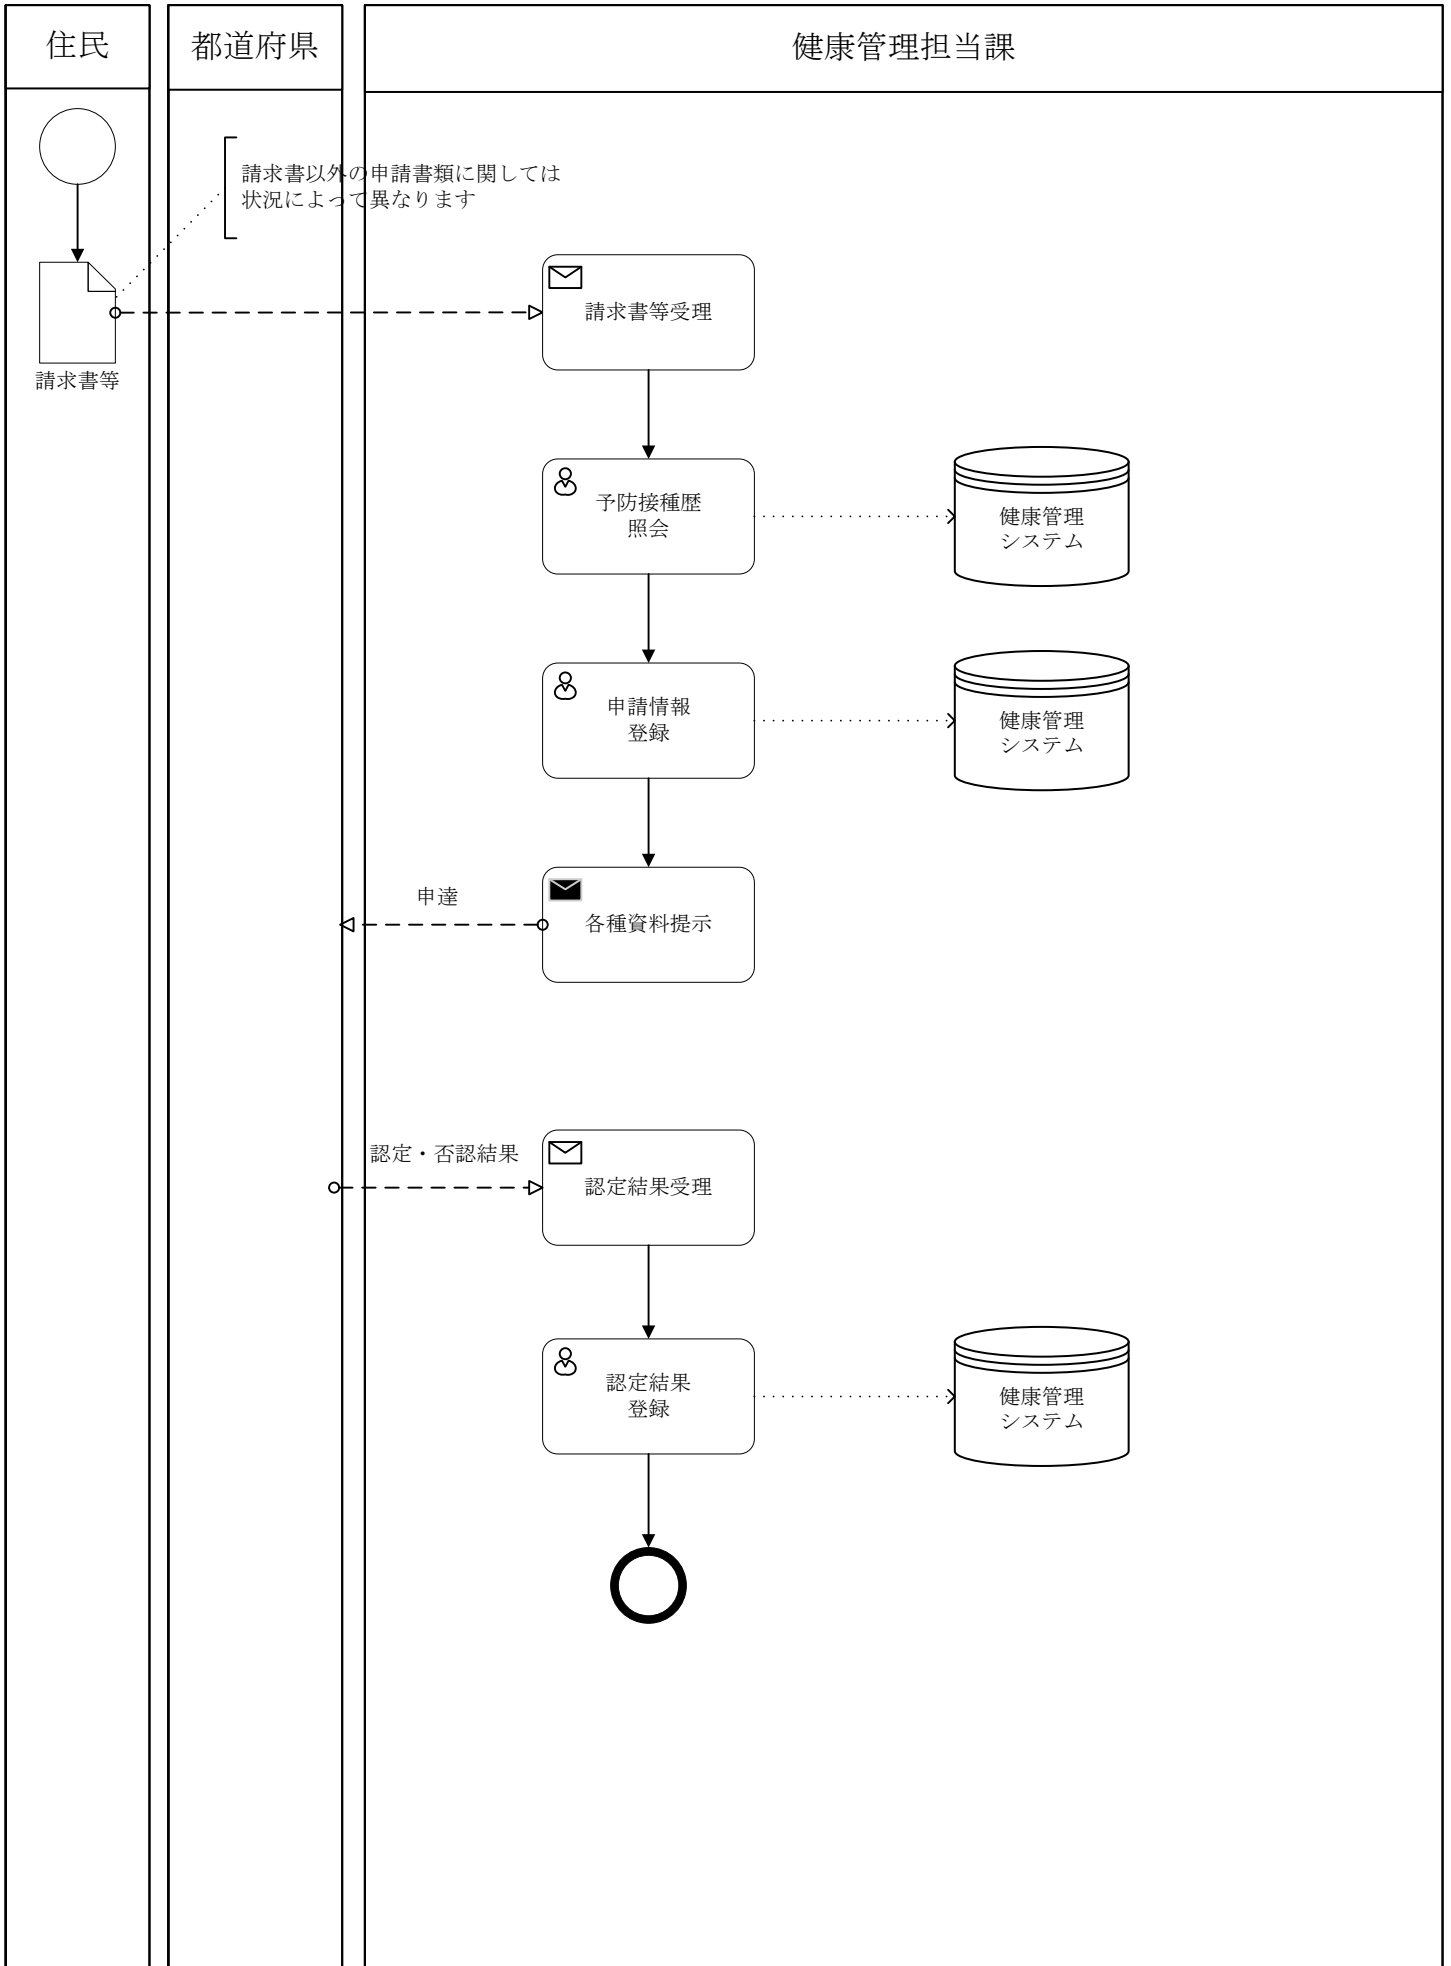 住民
都道府県
健康管理担当課
請求書以外の申請書類に関しては
状況によって異なります
請求書等
請求書等受理
予防接種歴
照会
健康管理
システム
申請情報
登録
健康管理
システム
申達
各種資料提示
認定・否認結果
認定結果受理
認定結果
登録
健康管理
システム